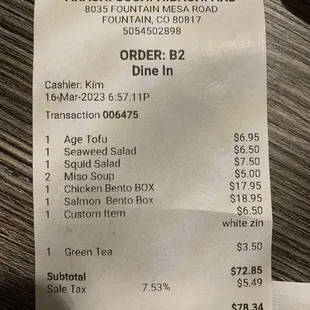 8035 FOUNTAIN MESA ROAD
FOUNTAIN, CO 80817
5054502898
ORDER: B2
Dine In
Cashier: Kim
16-Mar-2023 6:57:11P
Transaction 006475
1 Age Tofu $6.95
1 Seaweed Salad $6.50
1 Squid Salad $7.50
2 Miso Soup $5.00
1 Chicken Bento BOX $17.95
1 Salmon Bento Box $18.95
1 Custom Item $6.50
white zin
1 Green Tea $3.50
Subtotal $72.85
Sale Tax 7.53% $5.49
$78.34